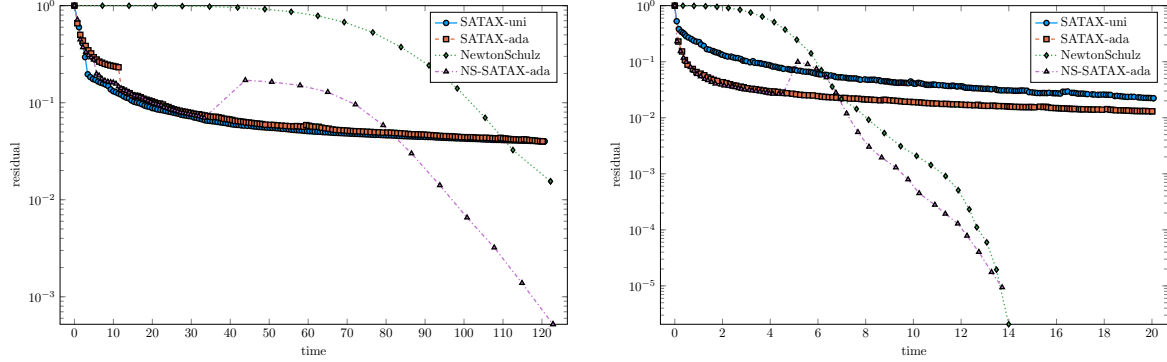 10^0
10^-1
10^-2
10^-3
residual
0 10 20 30 40 50 60 70 80 90 100 110 120
time
SATAX-uni
SATAX-ada
NewtonSchulz
NS-SATAX-ada
10^0
10^-1
10^-2
10^-3
10^-4
10^-5
residual
0 2 4 6 8 10 12 14 16 18 20
time
SATAX-uni
SATAX-ada
NewtonSchulz
NS-SATAX-ada